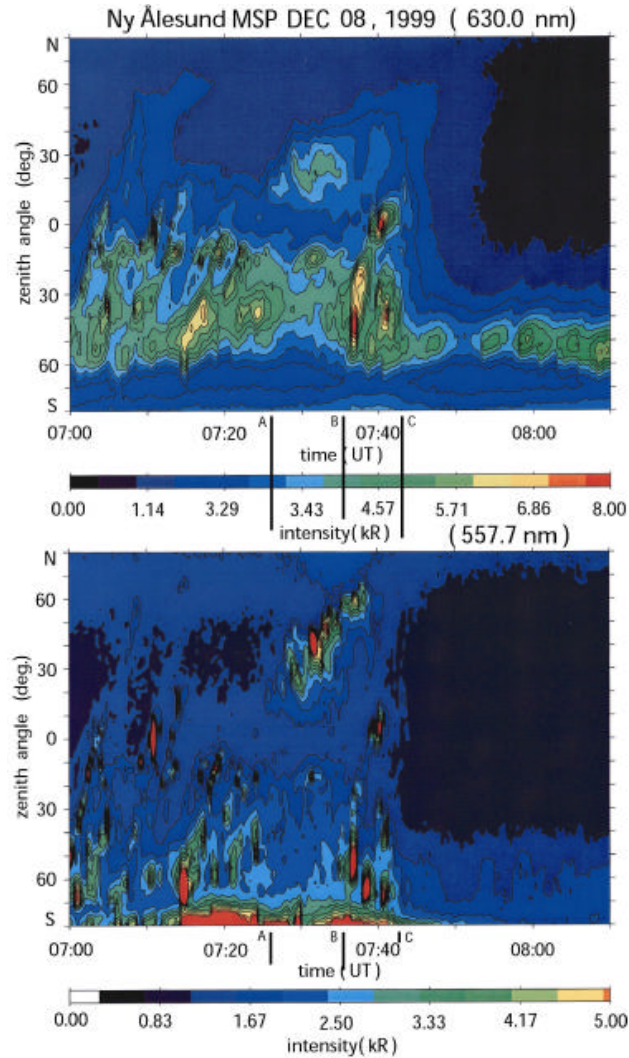 Ny Ålesund MSP DEC 08, 1999 ( 630.0 nm)
N
60
30
0
30
60
S
zenith angle (deg.)
07:00 07:20 07:40 08:00
A B C
time (UT)
0.00 1.14 3.29 3.43 4.57 5.71 6.86 8.00
intensity(kR)
(557.7 nm)
N
60
30
0
30
60
S
zenith angle (deg.)
07:00 07:20 07:40 08:00
A B C
time (UT)
0.00 0.83 1.67 2.50 3.33 4.17 5.00
intensity(kR)